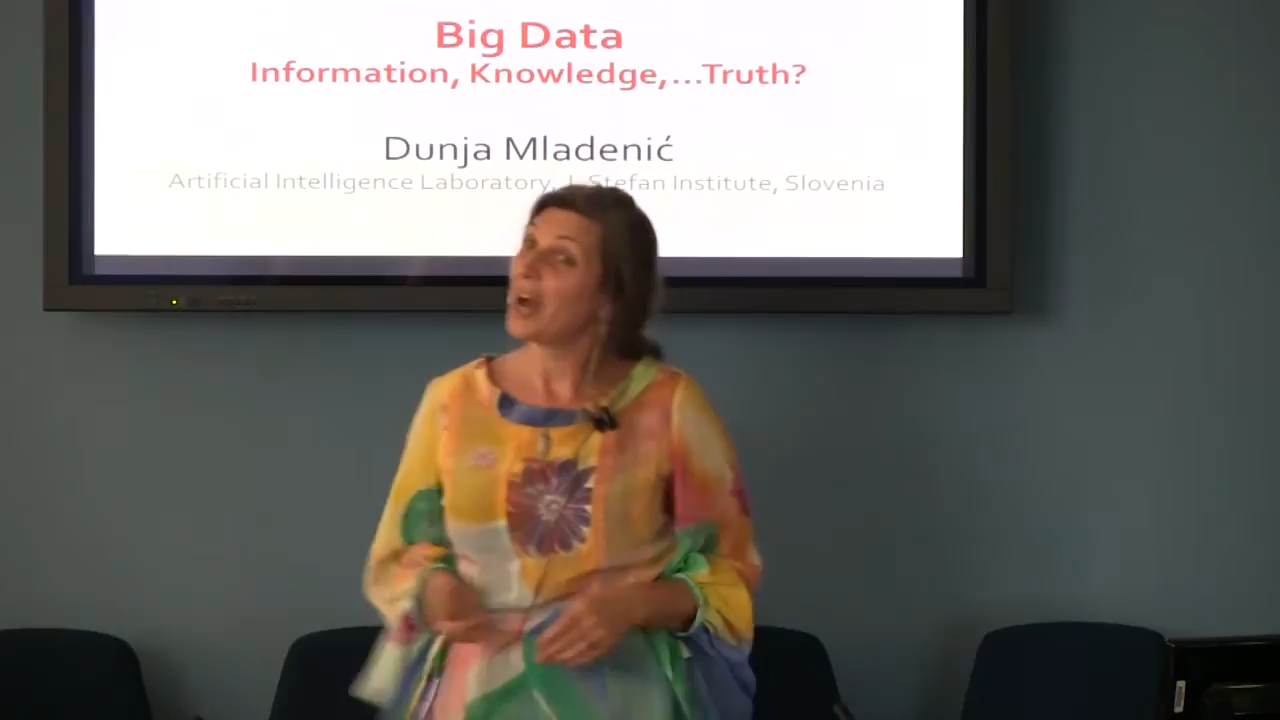 Big Data
Information, Knowledge,...Truth?
Dunja Mladenić
Artificial Intelligence Laboratory, J. Stefan Institute, Slovenia